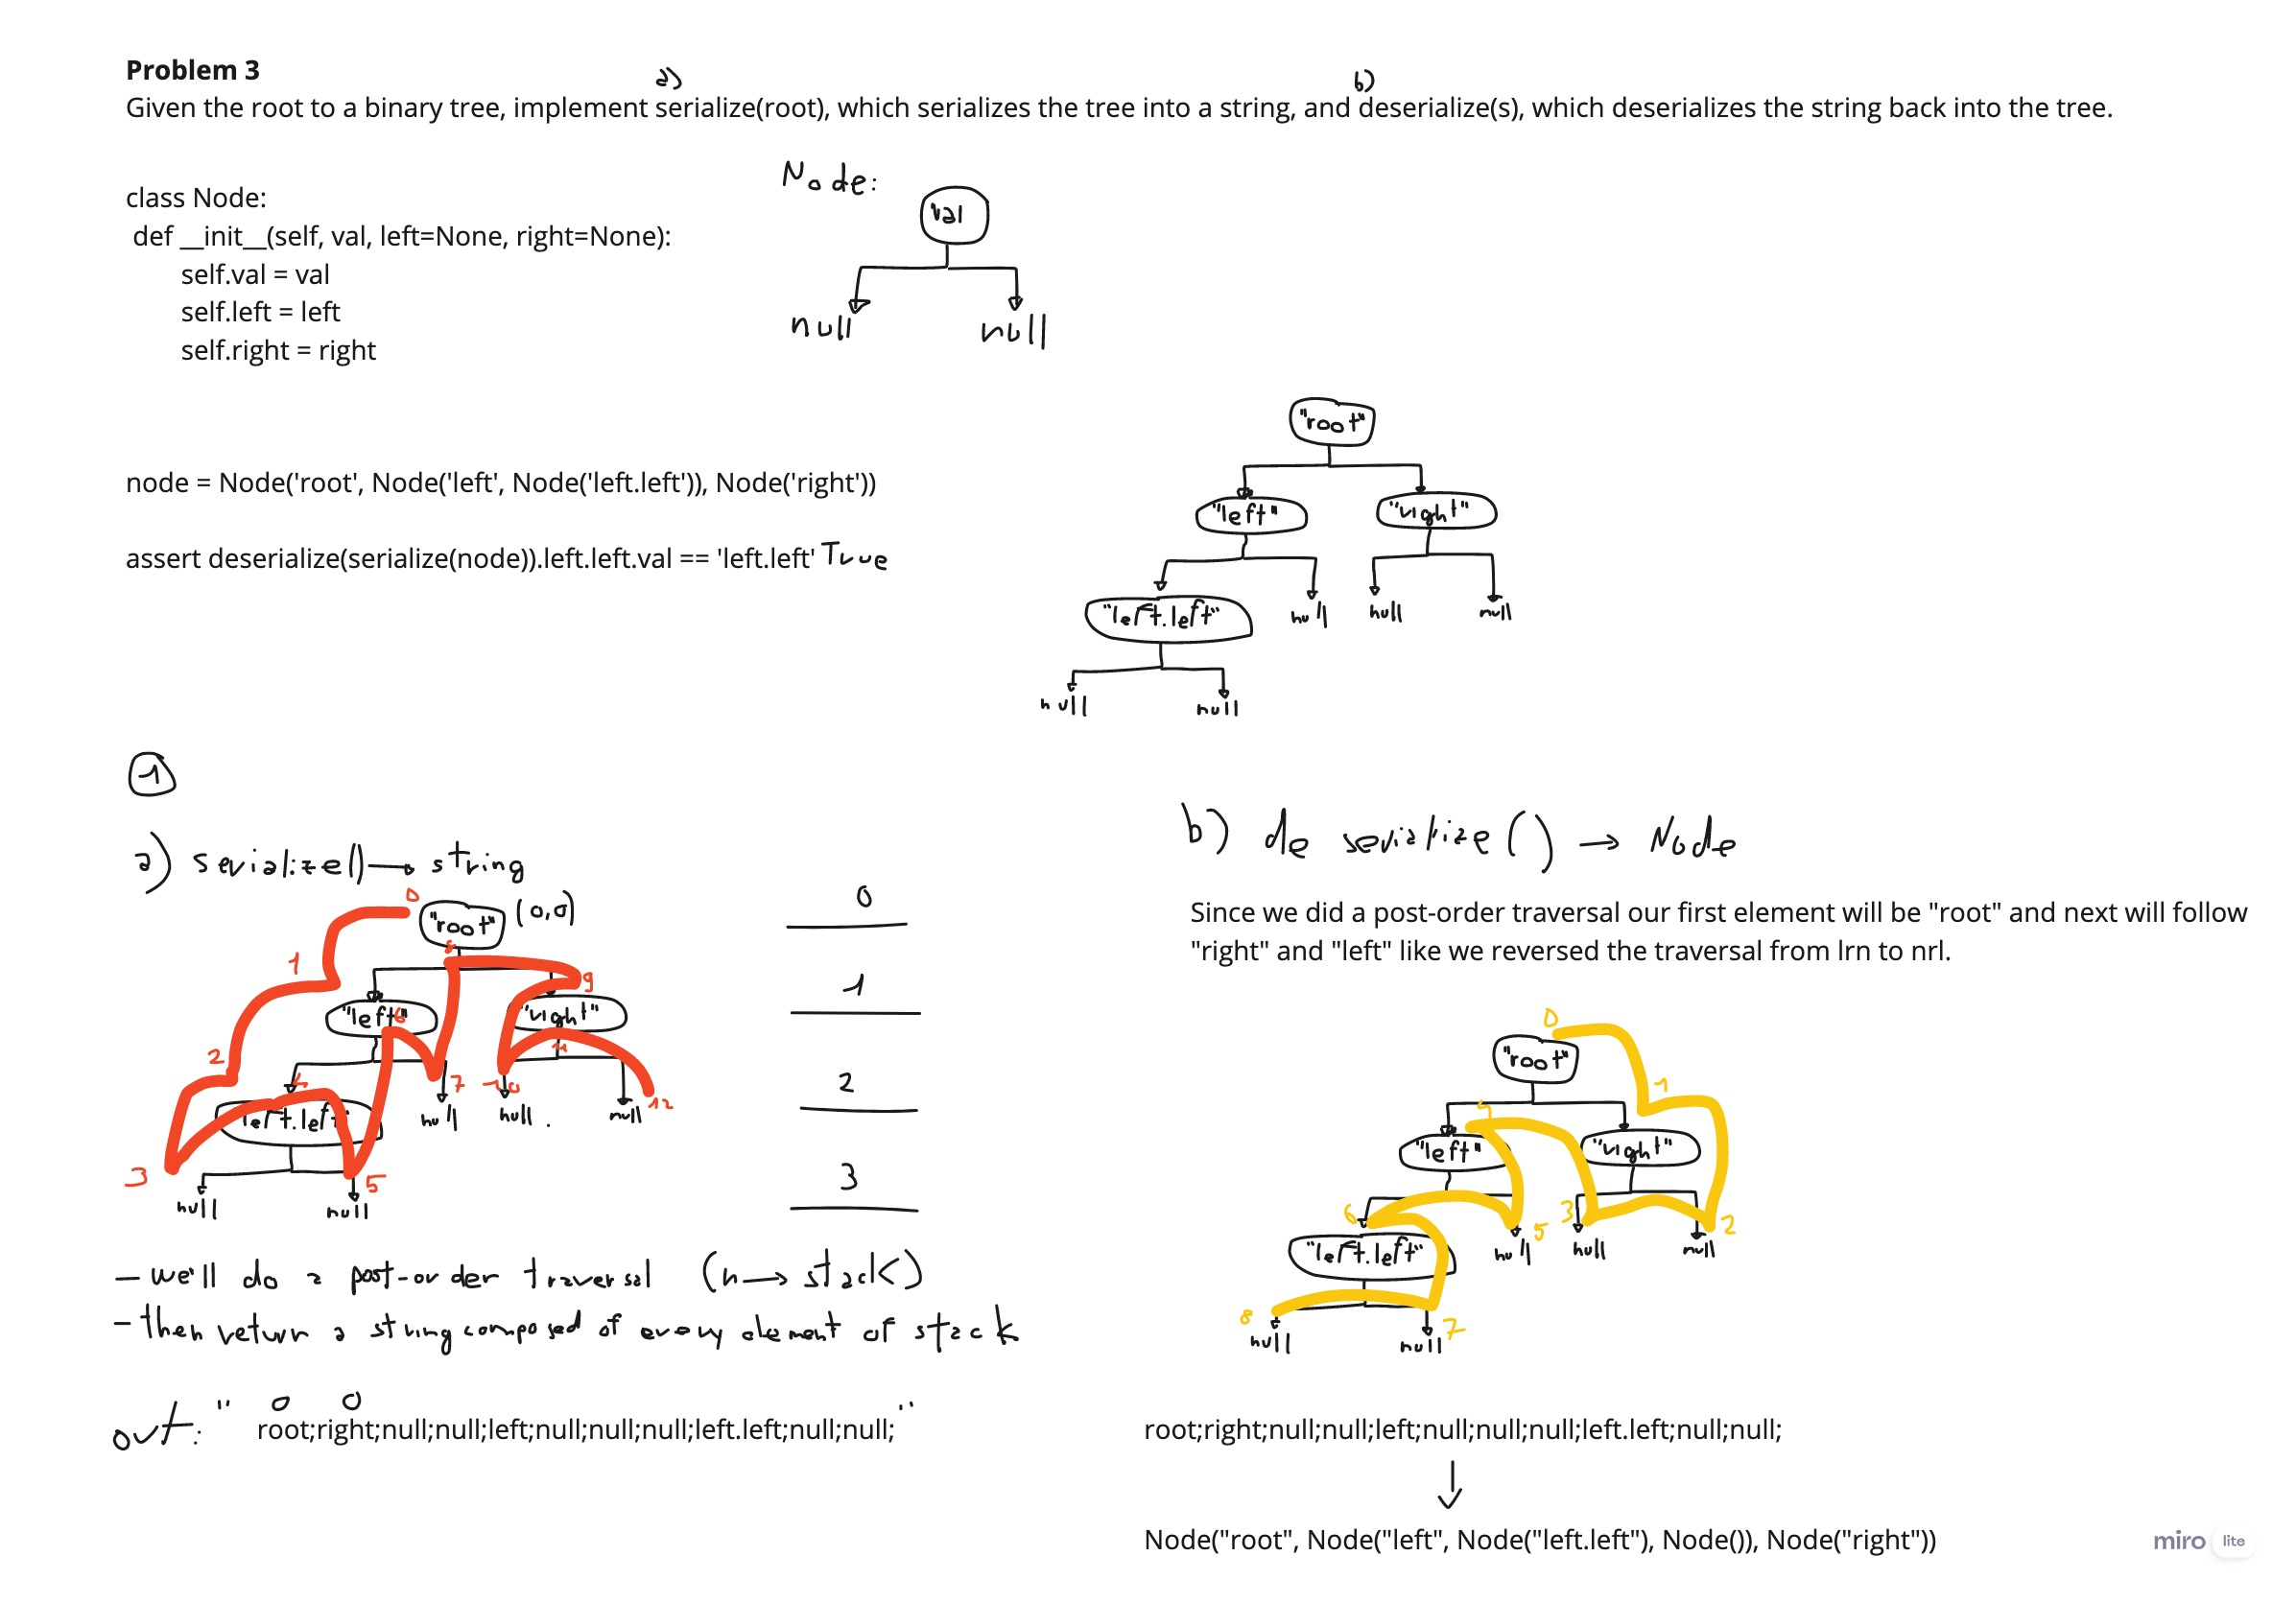 Problem 3
a) b)
Given the root to a binary tree, implement serialize(root), which serializes the tree into a string, and deserialize(s), which deserializes the string back into the tree.
class Node:
def __init__(self, val, left=None, right=None):
self.val = val
self.left = left
self.right = right
Node:
val
null null
node = Node('root', Node('left', Node('left.left')), Node('right'))
assert deserialize(serialize(node)).left.left.val == 'left.left' True
"root"
"left" "right"
"left.left" null null null
null null
1
a) serialize() → string
0
"root" (0,0)
8
1 9
"left" 6 "right"
2 4 11
7 10 12
"left.left" null null null
3 5
null null
0
1
2
3
- we'll do a post-order traversal (n → stack)
- then return a string composed of every element of stack
out: " 0 0
root;right;null;null;left;null;null;null;left.left;null;null; "
b) deserialize() → Node
Since we did a post-order traversal our first element will be "root" and next will follow
"right" and "left" like we reversed the traversal from lrn to nrl.
0
"root"
1
4
"left" "right"
6 5 3 2
"left.left" null null null
8 7
null null
root;right;null;null;left;null;null;null;left.left;null;null;
↓
Node("root", Node("left", Node("left.left"), Node()), Node("right"))
miro lite